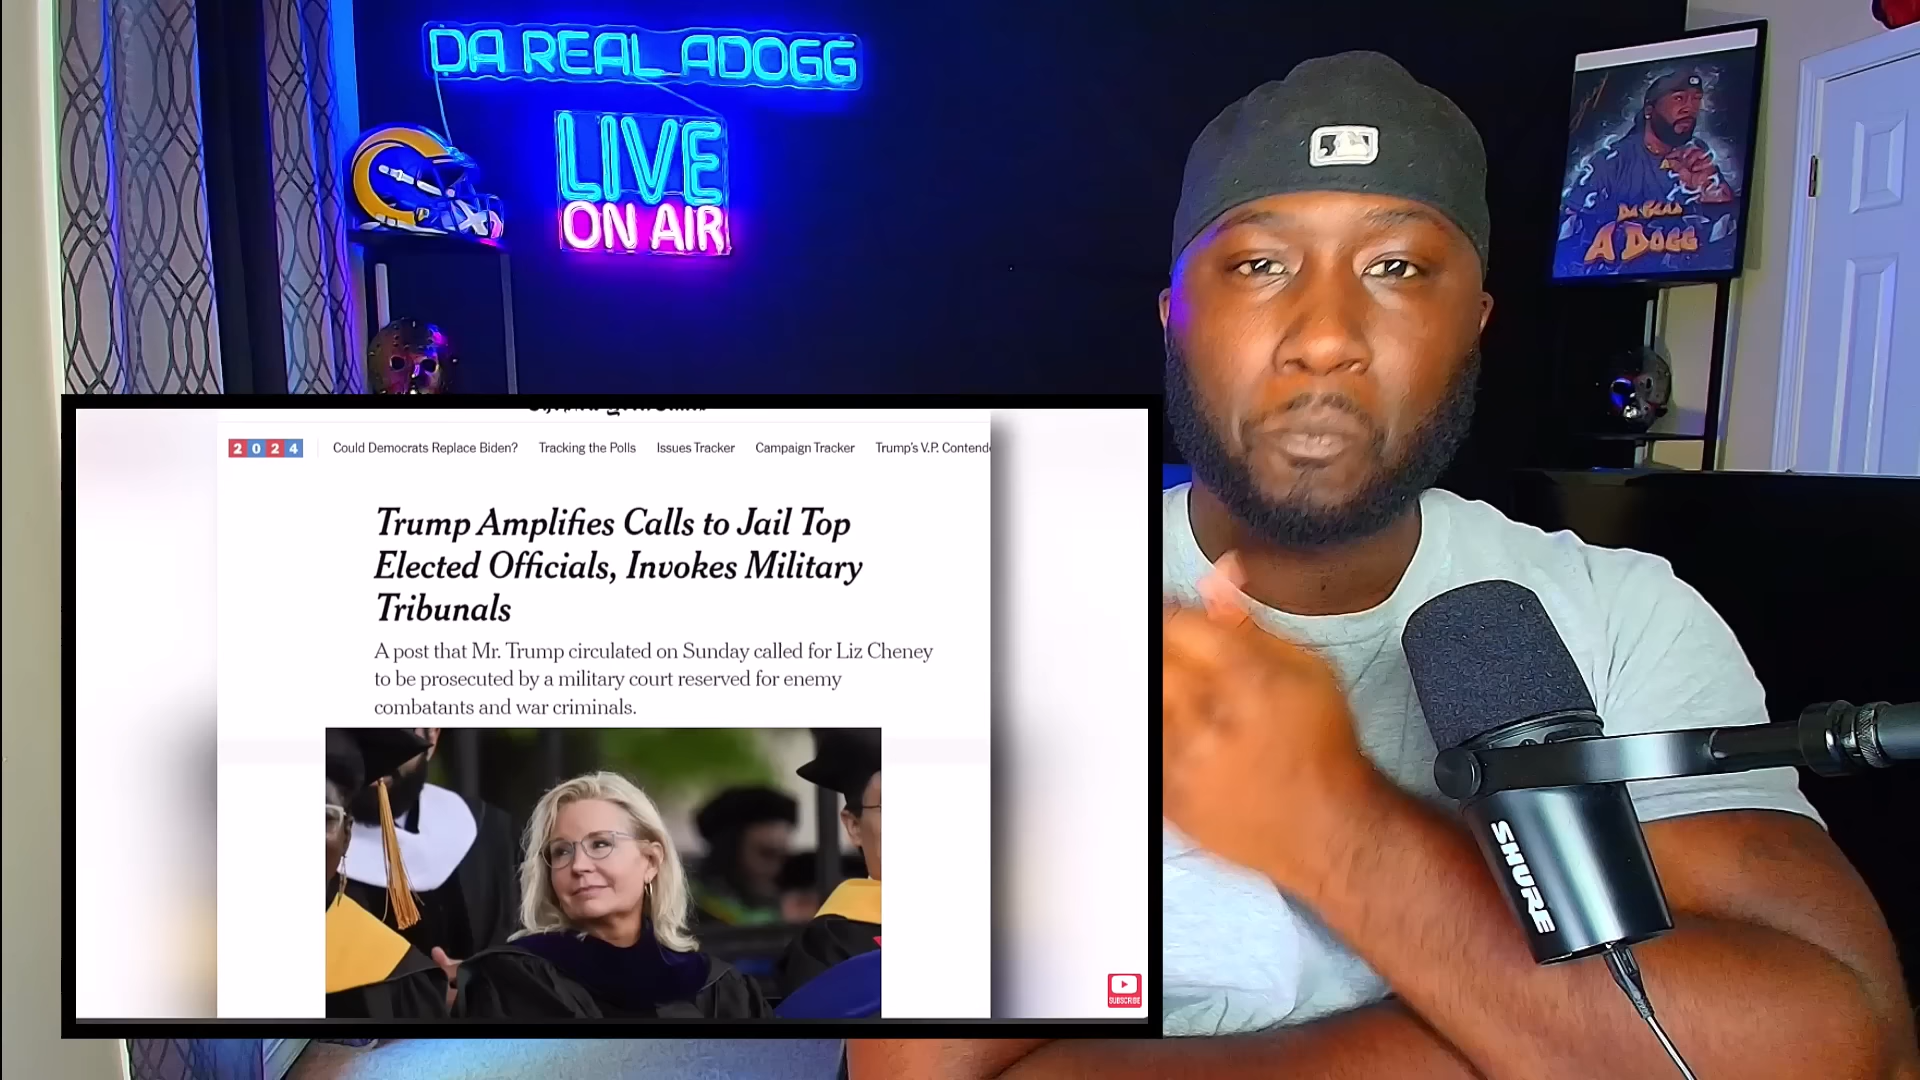 DA REAL ADOGG
LIVE
ON AIR
DA REAL
A DOGG
2024
Could Democrats Replace Biden? Tracking the Polls Issues Tracker Campaign Tracker Trump's V.P. Contende
Trump Amplifies Calls to Jail Top
Elected Officials, Invokes Military
Tribunals
A post that Mr. Trump circulated on Sunday called for Liz Cheney
to be prosecuted by a military court reserved for enemy
combatants and war criminals.
SUBSCRIBE
SHURE